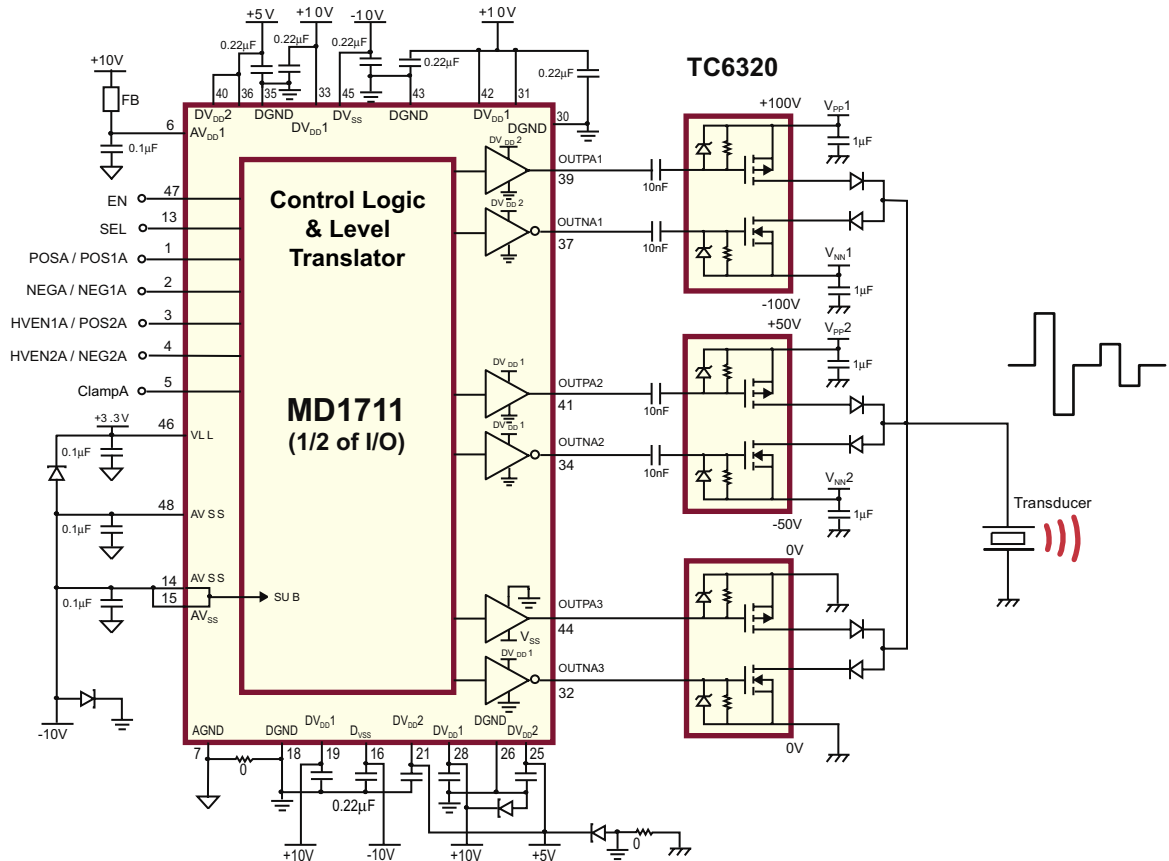 +5V
+10V
-10V
+10V
0.22µF
0.22µF
0.22µF
0.22µF
0.22µF
+10V
FB
0.1µF
TC6320
40
36
35
33
45
43
42
31
30
DV_DD2
DGND
DV_DD1
DV_SS
DGND
DV_DD1
DGND
6
AV_DD1
Control Logic
& Level
Translator
MD1711
(1/2 of I/O)
EN
47
SEL
13
POSA / POS1A
1
NEGA / NEG1A
2
HVEN1A / POS2A
3
HVEN2A / NEG2A
4
ClampA
5
+3.3V
46
VLL
0.1µF
48
AVSS
0.1µF
14
AVSS
15
AV_SS
SUB
0.1µF
-10V
DV_DD2
OUTPA1
39
10nF
DV_DD2
OUTNA1
37
10nF
+100V
V_PP1
1µF
V_NN1
1µF
-100V
DV_DD1
OUTPA2
41
10nF
DV_DD1
OUTNA2
34
10nF
+50V
V_PP2
1µF
V_NN2
1µF
-50V
OUTPA3
44
V_SS
DV_DD1
OUTNA3
32
0V
0V
Transducer
AGND
DGND
DV_DD1
D_VSS
DV_DD2
DV_DD1
DGND
DV_DD2
7
18
19
16
21
28
26
25
0
0.22µF
+10V
-10V
+10V
+5V
0